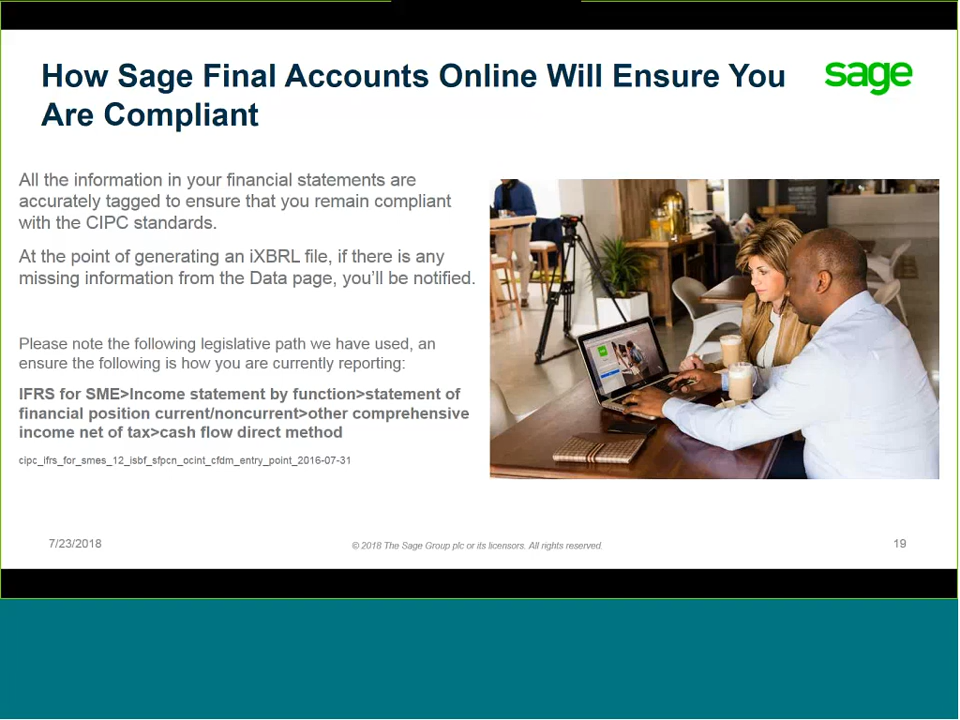 How Sage Final Accounts Online Will Ensure You
Are Compliant
sage
All the information in your financial statements are
accurately tagged to ensure that you remain compliant
with the CIPC standards.
At the point of generating an iXBRL file, if there is any
missing information from the Data page, you'll be notified.
Please note the following legislative path we have used, an
ensure the following is how you are currently reporting:
IFRS for SME>Income statement by function>statement of
financial position current/noncurrent>other comprehensive
income net of tax>cash flow direct method
cipc_ifrs_for_smes_12_isbf_sfpcn_ocint_cfdm_entry_point_2016-07-31
7/23/2018
© 2018 The Sage Group plc or its licensors. All rights reserved.
19